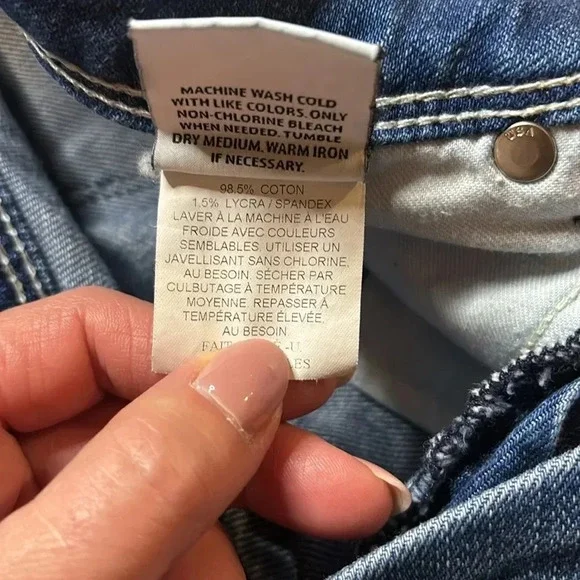 MACHINE WASH COLD
WITH LIKE COLORS. ONLY
NON-CHLORINE BLEACH
WHEN NEEDED. TUMBLE
DRY MEDIUM. WARM IRON
IF NECESSARY.
98.5% COTON
1.5% LYCRA / SPANDEX
LAVER À LA MACHINE À L'EAU
FROIDE AVEC COULEURS
SEMBLABLES. UTILISER UN
JAVELLISANT SANS CHLORINE,
AU BESOIN. SÉCHER PAR
CULBUTAGE À TEMPÉRATURE
MOYENNE. REPASSER À
TEMPÉRATURE ÉLEVÉE,
AU BESOIN.
FAIT
USA